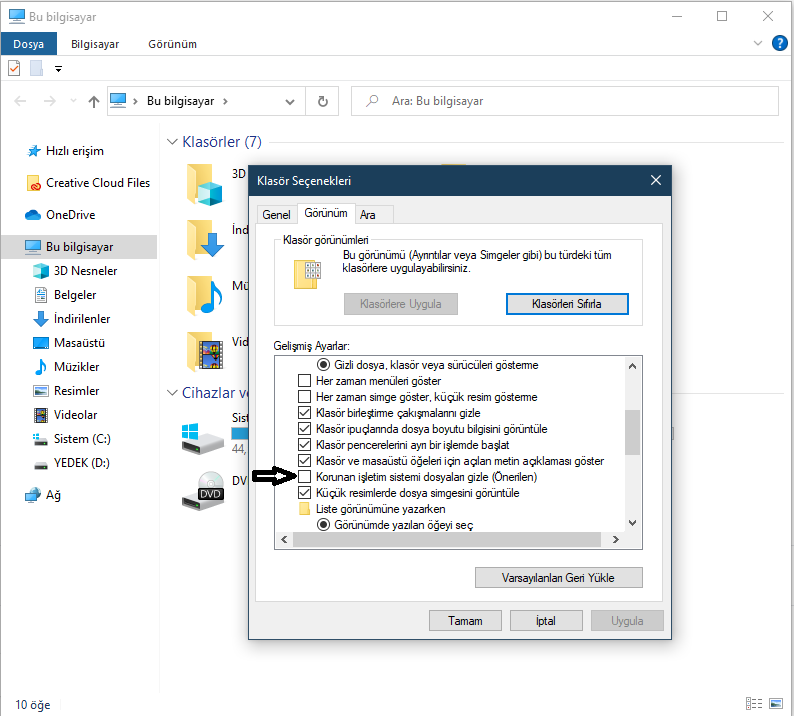 Bu bilgisayar
Dosya
Bilgisayar
Görünüm
Bu bilgisayar
Ara: Bu bilgisayar
Hızlı erişim
Creative Cloud Files
OneDrive
Bu bilgisayar
3D Nesneler
Belgeler
İndirilenler
Masaüstü
Müzikler
Resimler
Videolar
Sistem (C:)
YEDEK (D:)
Ağ
Klasörler (7)
3D
İnd
Mü
Vid
Cihazlar v
Sist
44,
DV
DVD
Klasör Seçenekleri
Genel
Görünüm
Ara
Klasör görünümleri
Bu görünümü (Ayrıntılar veya Simgeler gibi) bu türdeki tüm
klasörlere uygulayabilirsiniz.
Klasörlere Uygula
Klasörleri Sıfırla
Gelişmiş Ayarlar:
Gizli dosya, klasör veya sürücüleri gösterme
Her zaman menüleri göster
Her zaman simge göster, küçük resim gösterme
Klasör birleştirme çakışmalarını gizle
Klasör ipuçlarında dosya boyutu bilgisini görüntüle
Klasör pencerelerini ayrı bir işlemde başlat
Klasör ve masaüstü öğeleri için açılan metin açıklaması göster
Korunan işletim sistemi dosyaları gizle (Önerilen)
Küçük resimlerde dosya simgesini görüntüle
Liste görünümüne yazarken
Görünümde yazılan öğeyi seç
Varsayılanları Geri Yükle
Tamam
İptal
Uygula
10 öğe